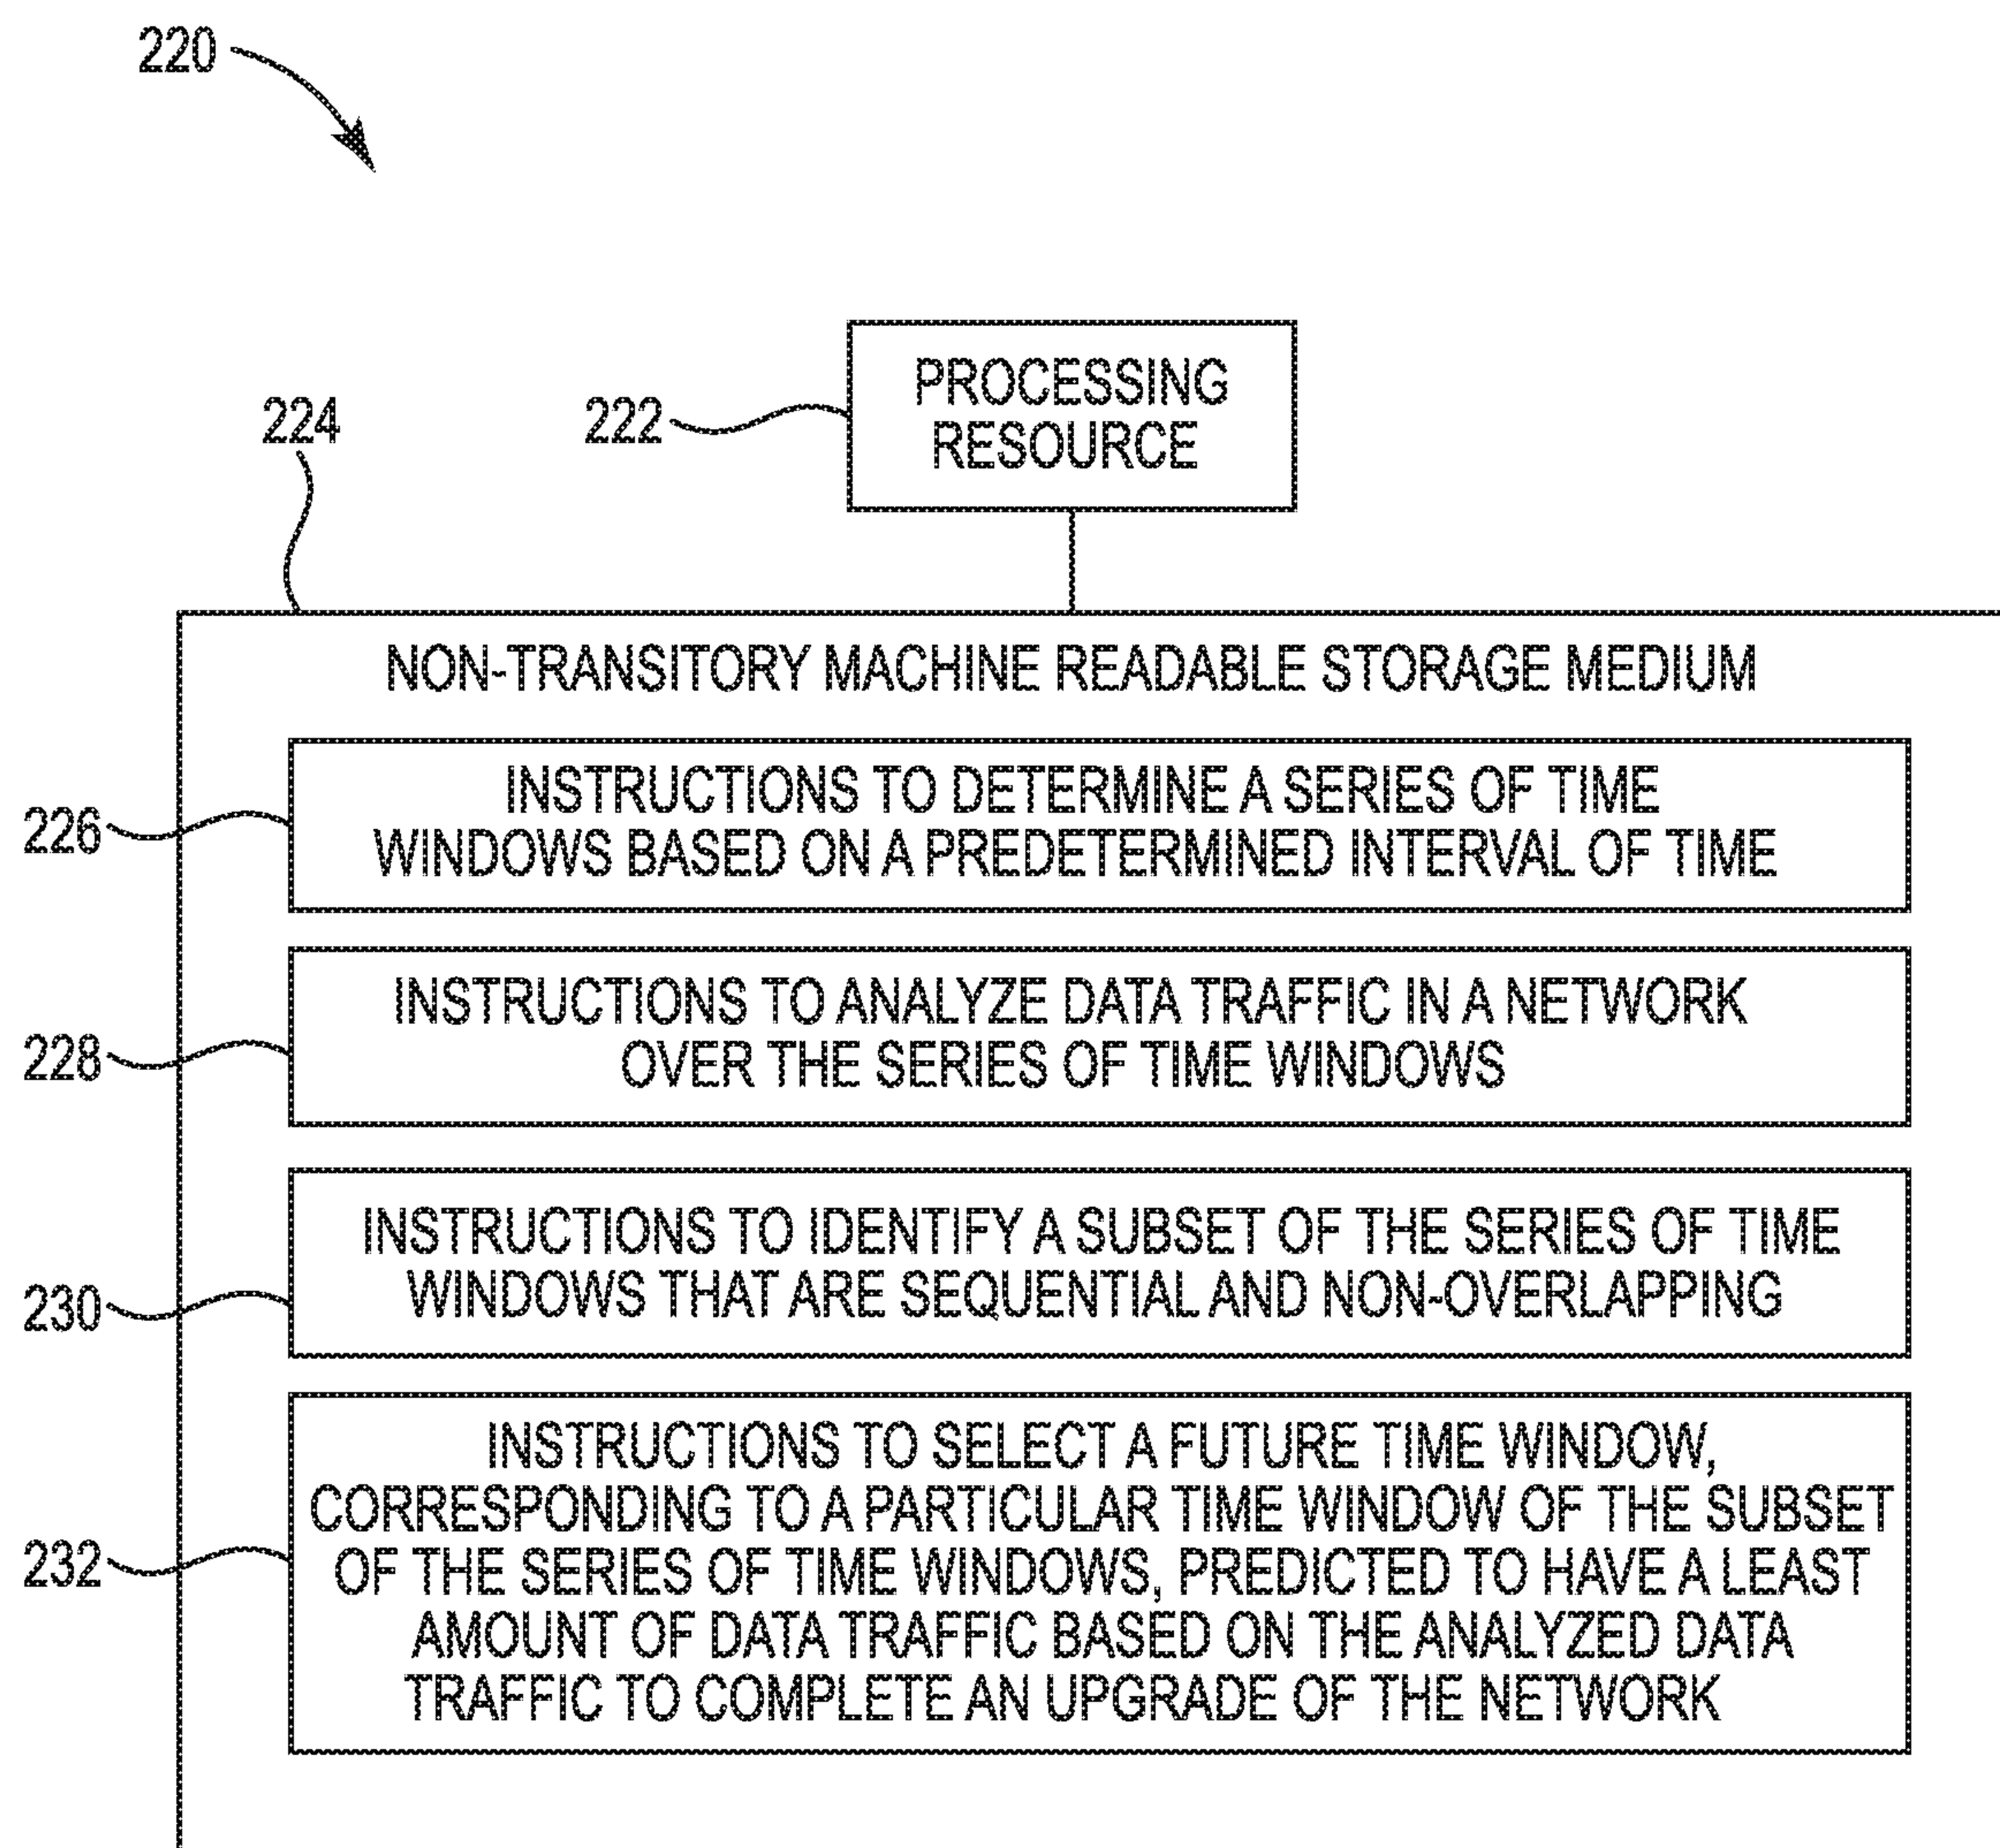 220
PROCESSING
RESOURCE
222
224
NON-TRANSITORY MACHINE READABLE STORAGE MEDIUM
226
INSTRUCTIONS TO DETERMINE A SERIES OF TIME
WINDOWS BASED ON A PREDETERMINED INTERVAL OF TIME
228
INSTRUCTIONS TO ANALYZE DATA TRAFFIC IN A NETWORK
OVER THE SERIES OF TIME WINDOWS
230
INSTRUCTIONS TO IDENTIFY A SUBSET OF THE SERIES OF TIME
WINDOWS THAT ARE SEQUENTIAL AND NON-OVERLAPPING
232
INSTRUCTIONS TO SELECT A FUTURE TIME WINDOW,
CORRESPONDING TO A PARTICULAR TIME WINDOW OF THE SUBSET
OF THE SERIES OF TIME WINDOWS, PREDICTED TO HAVE A LEAST
AMOUNT OF DATA TRAFFIC BASED ON THE ANALYZED DATA
TRAFFIC TO COMPLETE AN UPGRADE OF THE NETWORK